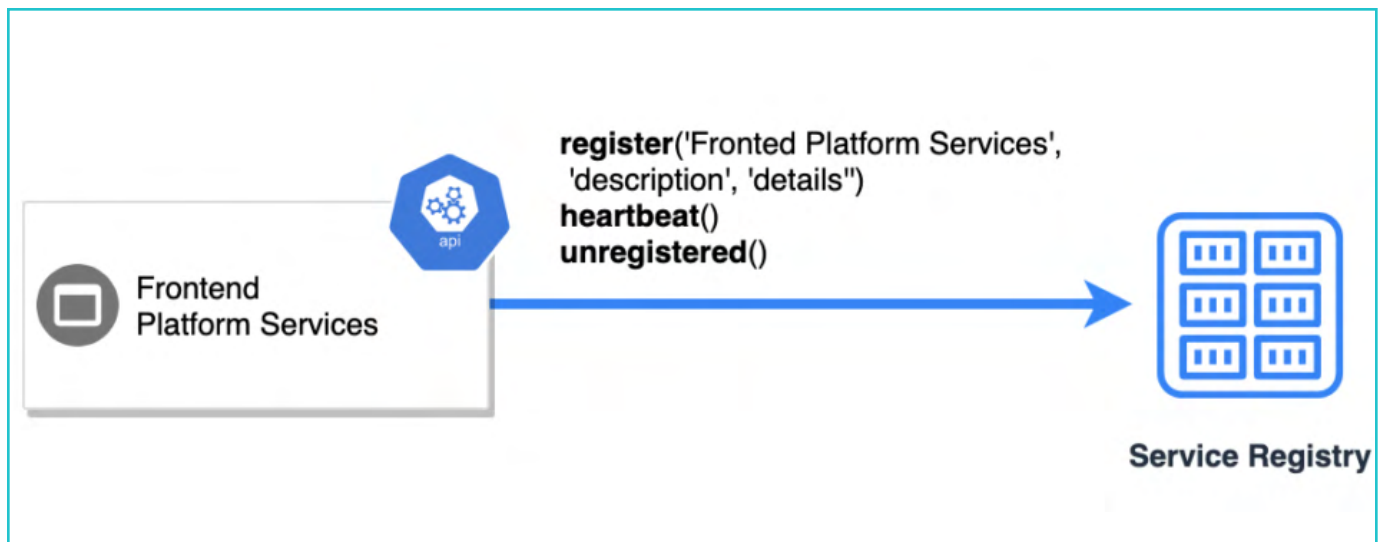 register('Fronted Platform Services',
'description', 'details")
heartbeat()
unregistered()
api
Frontend
Platform Services
Service Registry